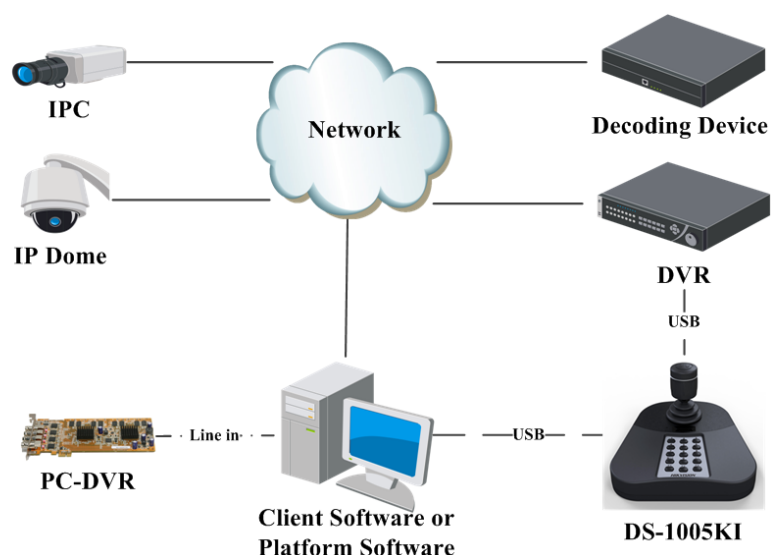 IPC
Network
Decoding Device
IP Dome
DVR
USB
PC-DVR
Line in
USB
Client Software or
Platform Software
DS-1005KI